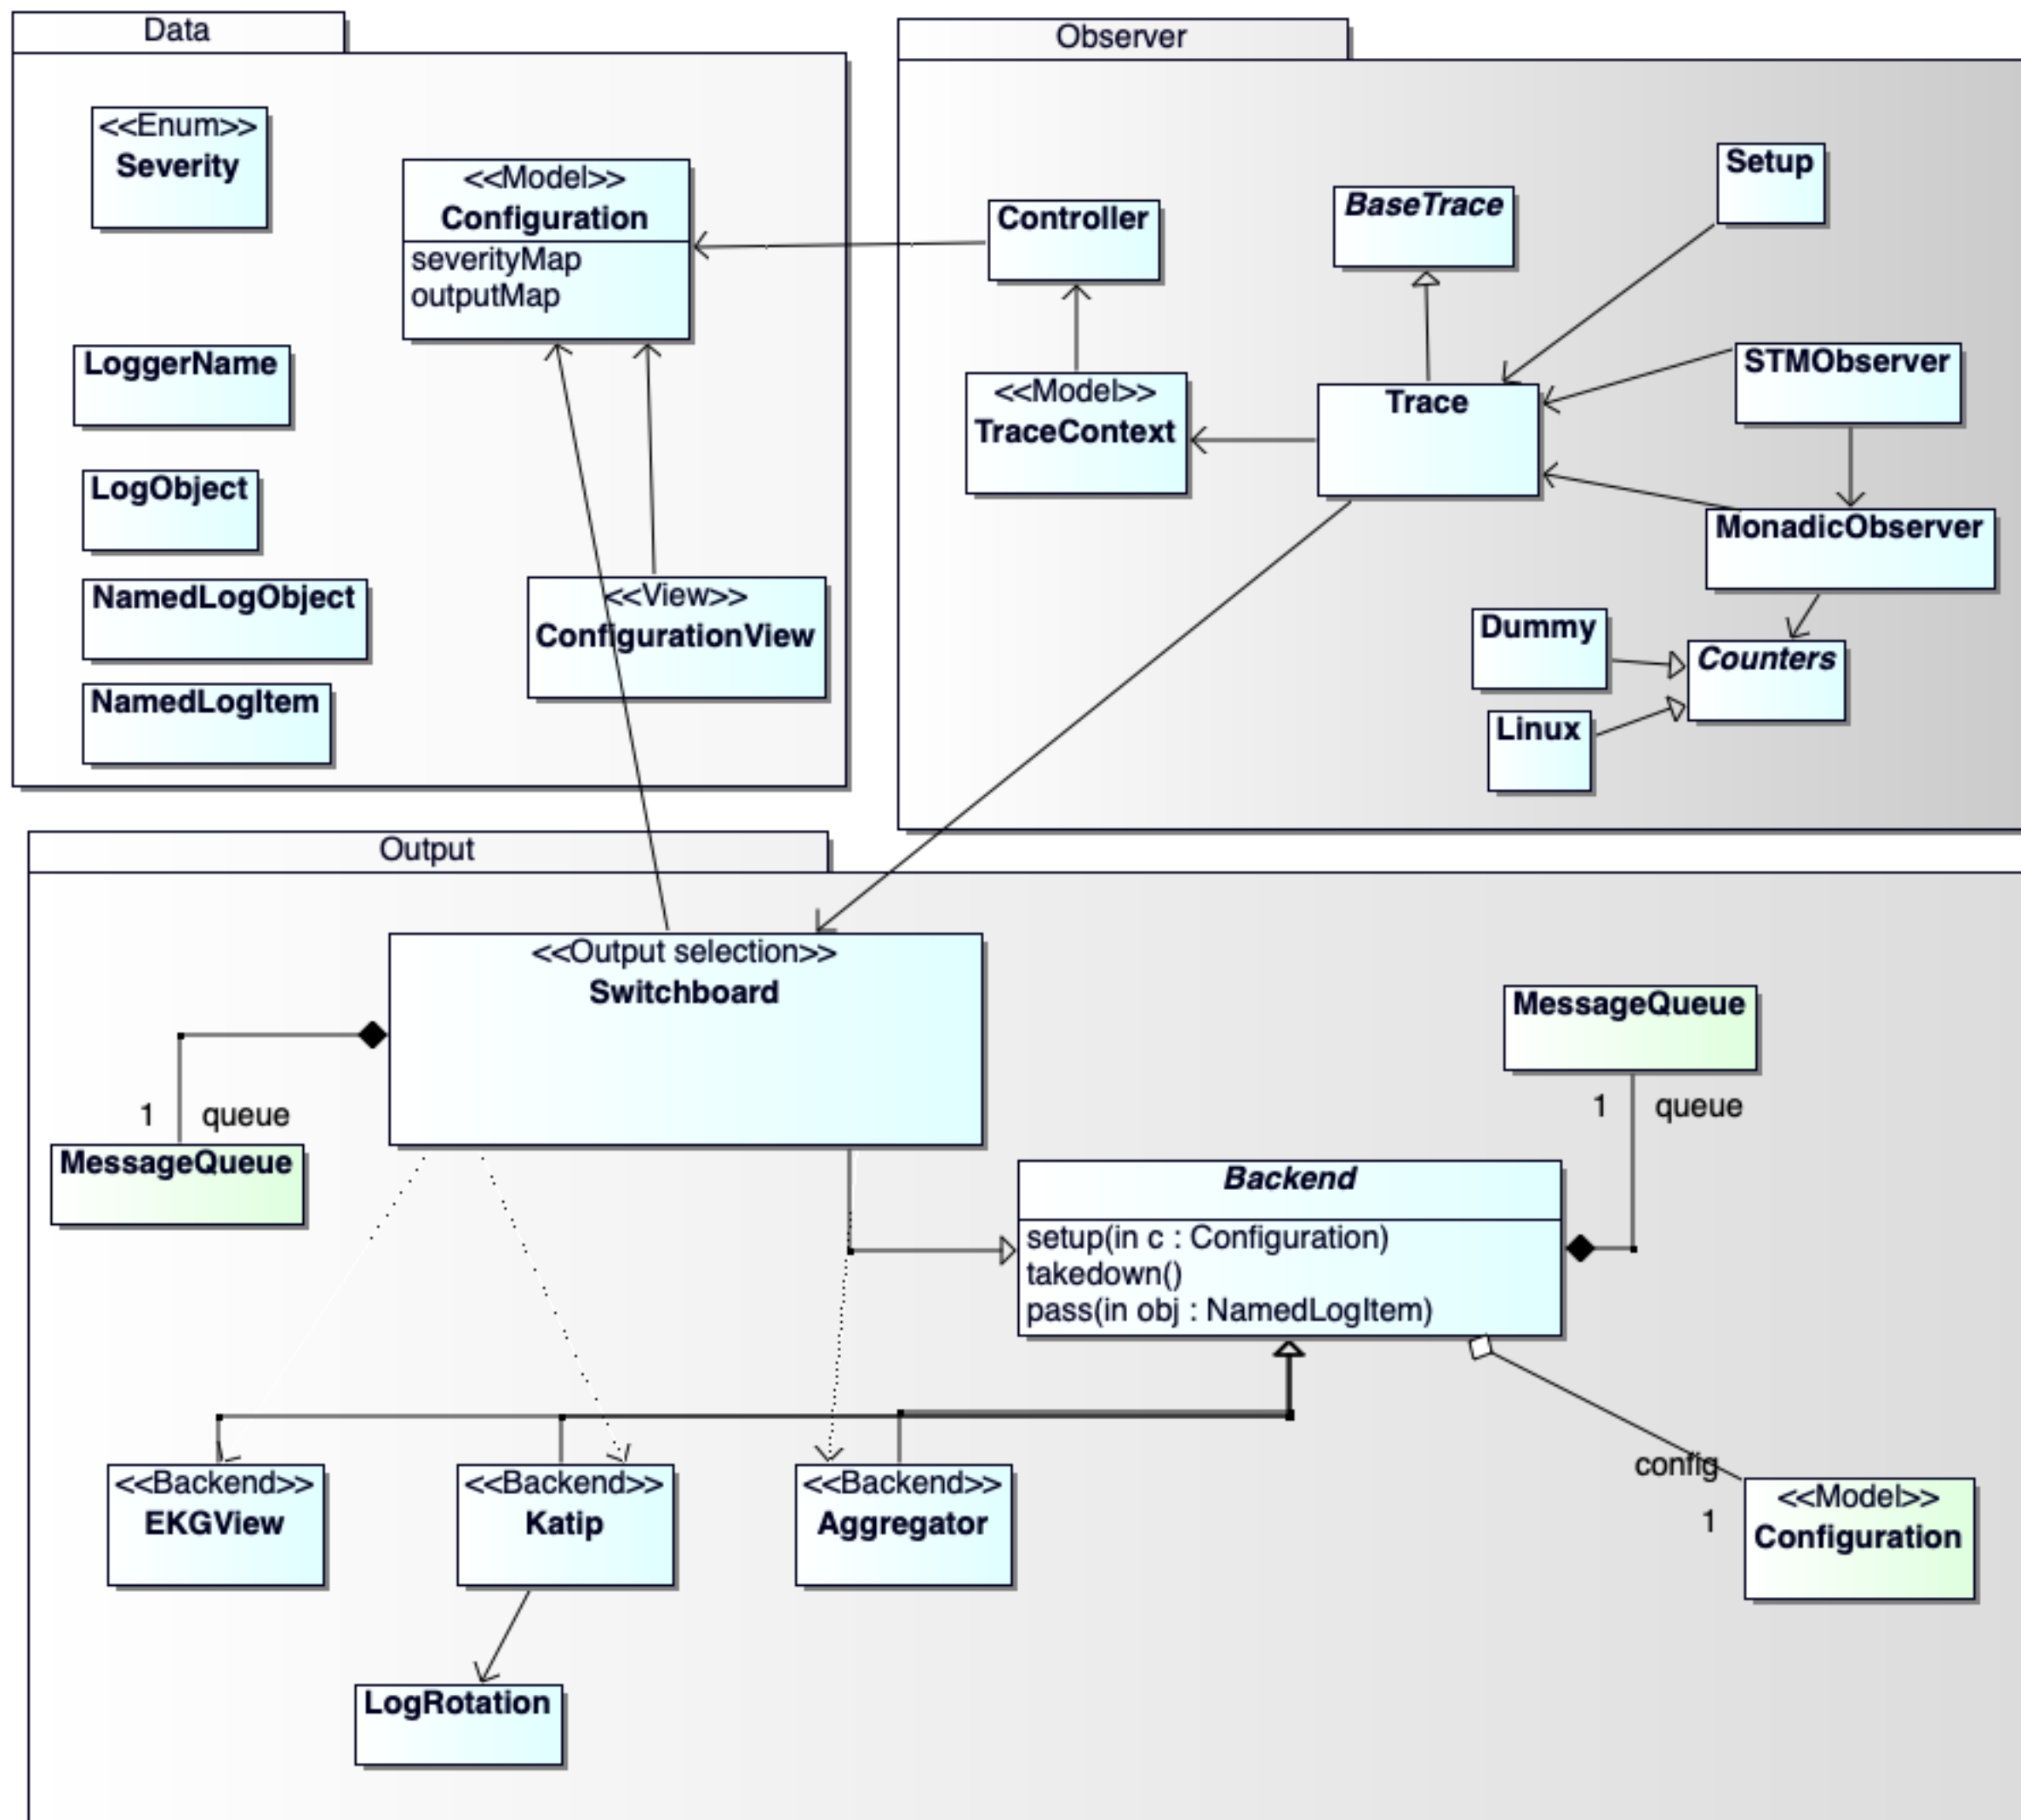 Data
<<Enum>>
Severity
<<Model>>
Configuration
severityMap
outputMap
LoggerName
LogObject
NamedLogObject
NamedLogItem
<<View>>
ConfigurationView
Observer
Controller
BaseTrace
Setup
<<Model>>
TraceContext
Trace
STMObserver
MonadicObserver
Dummy
Counters
Linux
Output
<<Output selection>>
Switchboard
1 queue
MessageQueue
MessageQueue
1 queue
Backend
setup(in c : Configuration)
takedown()
pass(in obj : NamedLogItem)
<<Backend>>
EKGView
<<Backend>>
Katip
<<Backend>>
Aggregator
config
1
<<Model>>
Configuration
LogRotation